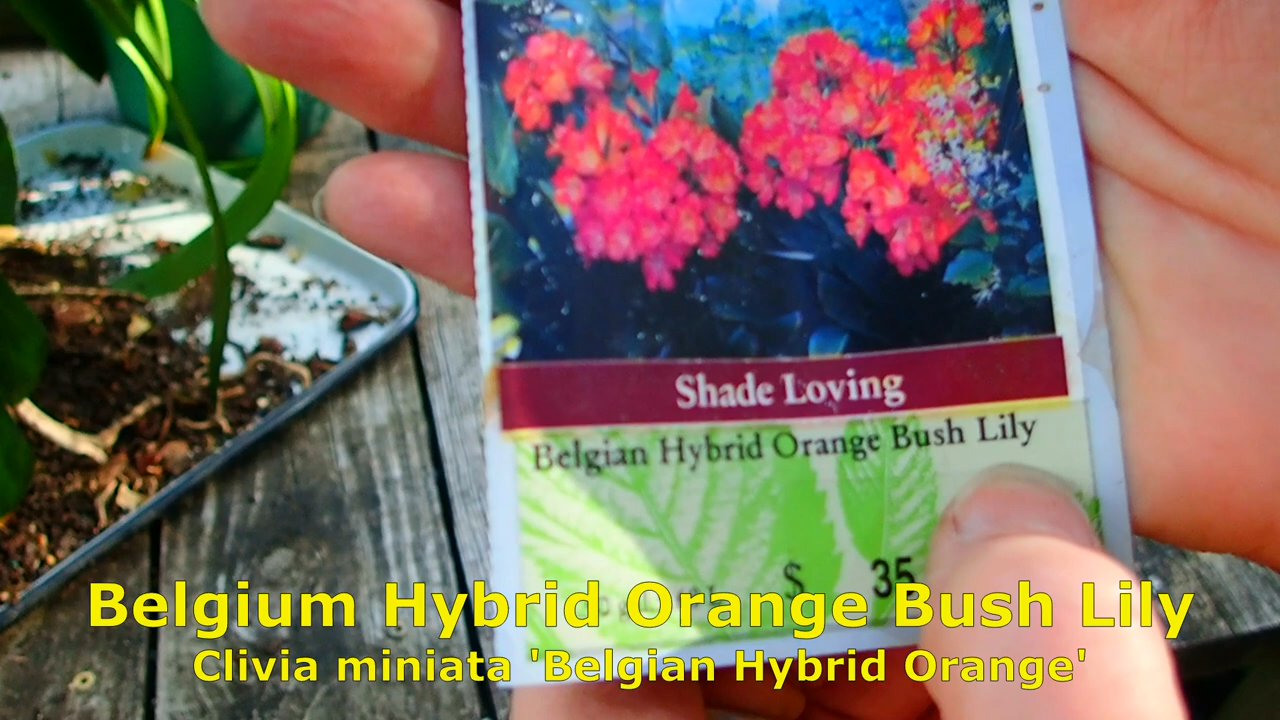 Shade Loving
Belgian Hybrid Orange Bush Lily
$ 35
Belgium Hybrid Orange Bush Lily
Clivia miniata 'Belgian Hybrid Orange'